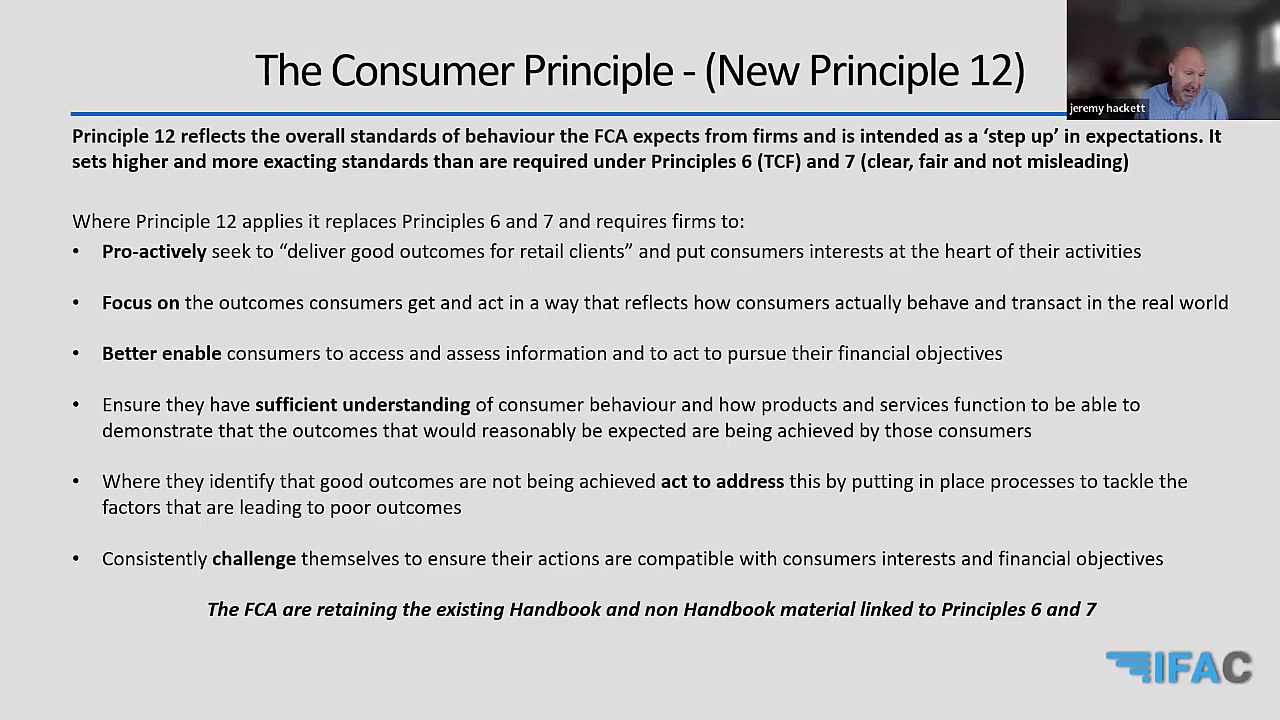 The Consumer Principle - (New Principle 12)
jeremy hackett
Principle 12 reflects the overall standards of behaviour the FCA expects from firms and is intended as a ‘step up’ in expectations. It
sets higher and more exacting standards than are required under Principles 6 (TCF) and 7 (clear, fair and not misleading)
Where Principle 12 applies it replaces Principles 6 and 7 and requires firms to:
• Pro-actively seek to “deliver good outcomes for retail clients” and put consumers interests at the heart of their activities
• Focus on the outcomes consumers get and act in a way that reflects how consumers actually behave and transact in the real world
• Better enable consumers to access and assess information and to act to pursue their financial objectives
• Ensure they have sufficient understanding of consumer behaviour and how products and services function to be able to
demonstrate that the outcomes that would reasonably be expected are being achieved by those consumers
• Where they identify that good outcomes are not being achieved act to address this by putting in place processes to tackle the
factors that are leading to poor outcomes
• Consistently challenge themselves to ensure their actions are compatible with consumers interests and financial objectives
The FCA are retaining the existing Handbook and non Handbook material linked to Principles 6 and 7
IFAC